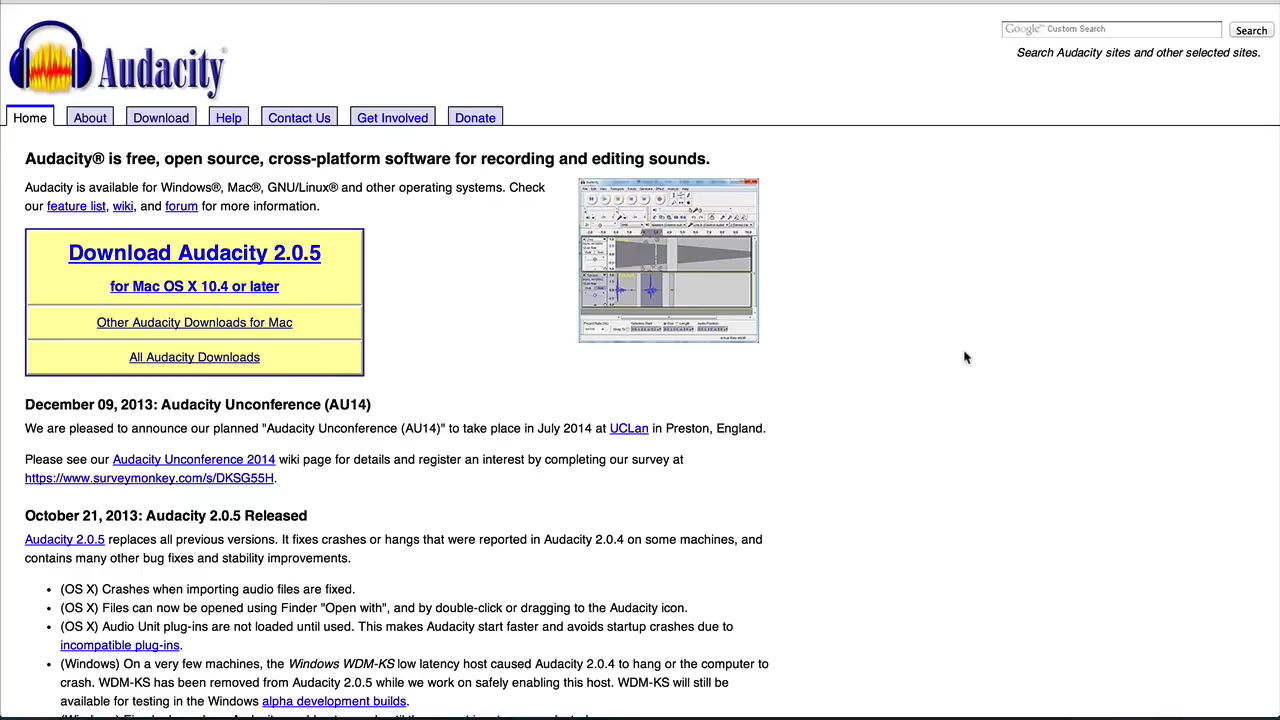 Google™ Custom Search
Search
Audacity®
Search Audacity sites and other selected sites.
Home
About
Download
Help
Contact Us
Get Involved
Donate
Audacity® is free, open source, cross-platform software for recording and editing sounds.
Audacity is available for Windows®, Mac®, GNU/Linux® and other operating systems. Check
our feature list, wiki, and forum for more information.
Download Audacity 2.0.5
for Mac OS X 10.4 or later
Other Audacity Downloads for Mac
All Audacity Downloads
December 09, 2013: Audacity Unconference (AU14)
We are pleased to announce our planned "Audacity Unconference (AU14)" to take place in July 2014 at UCLan in Preston, England.
Please see our Audacity Unconference 2014 wiki page for details and register an interest by completing our survey at
https://www.surveymonkey.com/s/DKSG55H.
October 21, 2013: Audacity 2.0.5 Released
Audacity 2.0.5 replaces all previous versions. It fixes crashes or hangs that were reported in Audacity 2.0.4 on some machines, and
contains many other bug fixes and stability improvements.
• (OS X) Crashes when importing audio files are fixed.
• (OS X) Files can now be opened using Finder "Open with", and by double-click or dragging to the Audacity icon.
• (OS X) Audio Unit plug-ins are not loaded until used. This makes Audacity start faster and avoids startup crashes due to
incompatible plug-ins.
• (Windows) On a very few machines, the Windows WDM-KS low latency host caused Audacity 2.0.4 to hang or the computer to
crash. WDM-KS has been removed from Audacity 2.0.5 while we work on safely enabling this host. WDM-KS will still be
available for testing in the Windows alpha development builds.